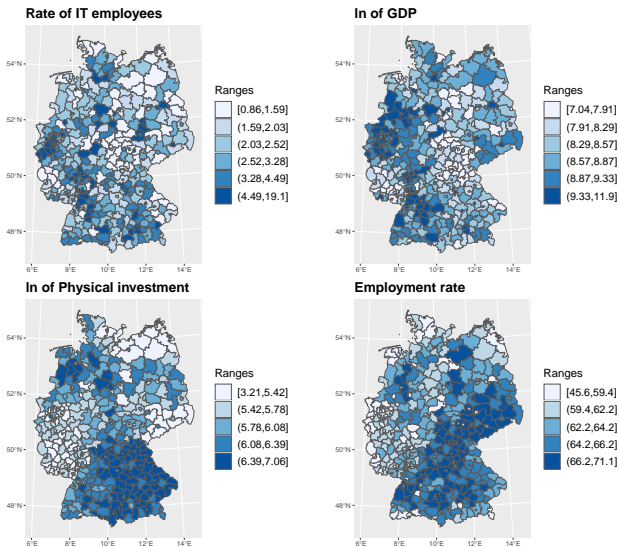 Rate of IT employees
54°N
52°N
50°N
48°N
6°E 8°E 10°E 12°E 14°E
Ranges
[0.86,1.59]
(1.59,2.03]
(2.03,2.52]
(2.52,3.28]
(3.28,4.49]
(4.49,19.1]
ln of GDP
54°N
52°N
50°N
48°N
6°E 8°E 10°E 12°E 14°E
Ranges
[7.04,7.91]
(7.91,8.29]
(8.29,8.57]
(8.57,8.87]
(8.87,9.33]
(9.33,11.9]
ln of Physical investment
54°N
52°N
50°N
48°N
6°E 8°E 10°E 12°E 14°E
Ranges
[3.21,5.42]
(5.42,5.78]
(5.78,6.08]
(6.08,6.39]
(6.39,7.06]
Employment rate
54°N
52°N
50°N
48°N
6°E 8°E 10°E 12°E 14°E
Ranges
[45.6,59.4]
(59.4,62.2]
(62.2,64.2]
(64.2,66.2]
(66.2,71.1]